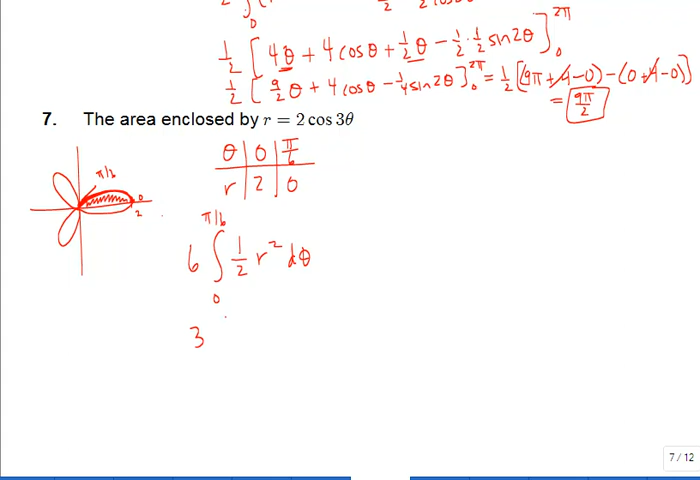 1/2 [4θ + 4cosθ + 1/2 θ - 1/2 · 1/2 sin2θ]₀^2π
1/2 [9/2 θ + 4cosθ - 1/4 sin2θ]₀^2π = 1/2 [(9π + 4 - 0) - (0 + 4 - 0)]
= 9π/2
7. The area enclosed by r = 2 cos 3θ
θ | 0 | π/6
r | 2 | 0
π/6
0
2
6 ∫₀^π/6 1/2 r² dθ
3
7 / 12